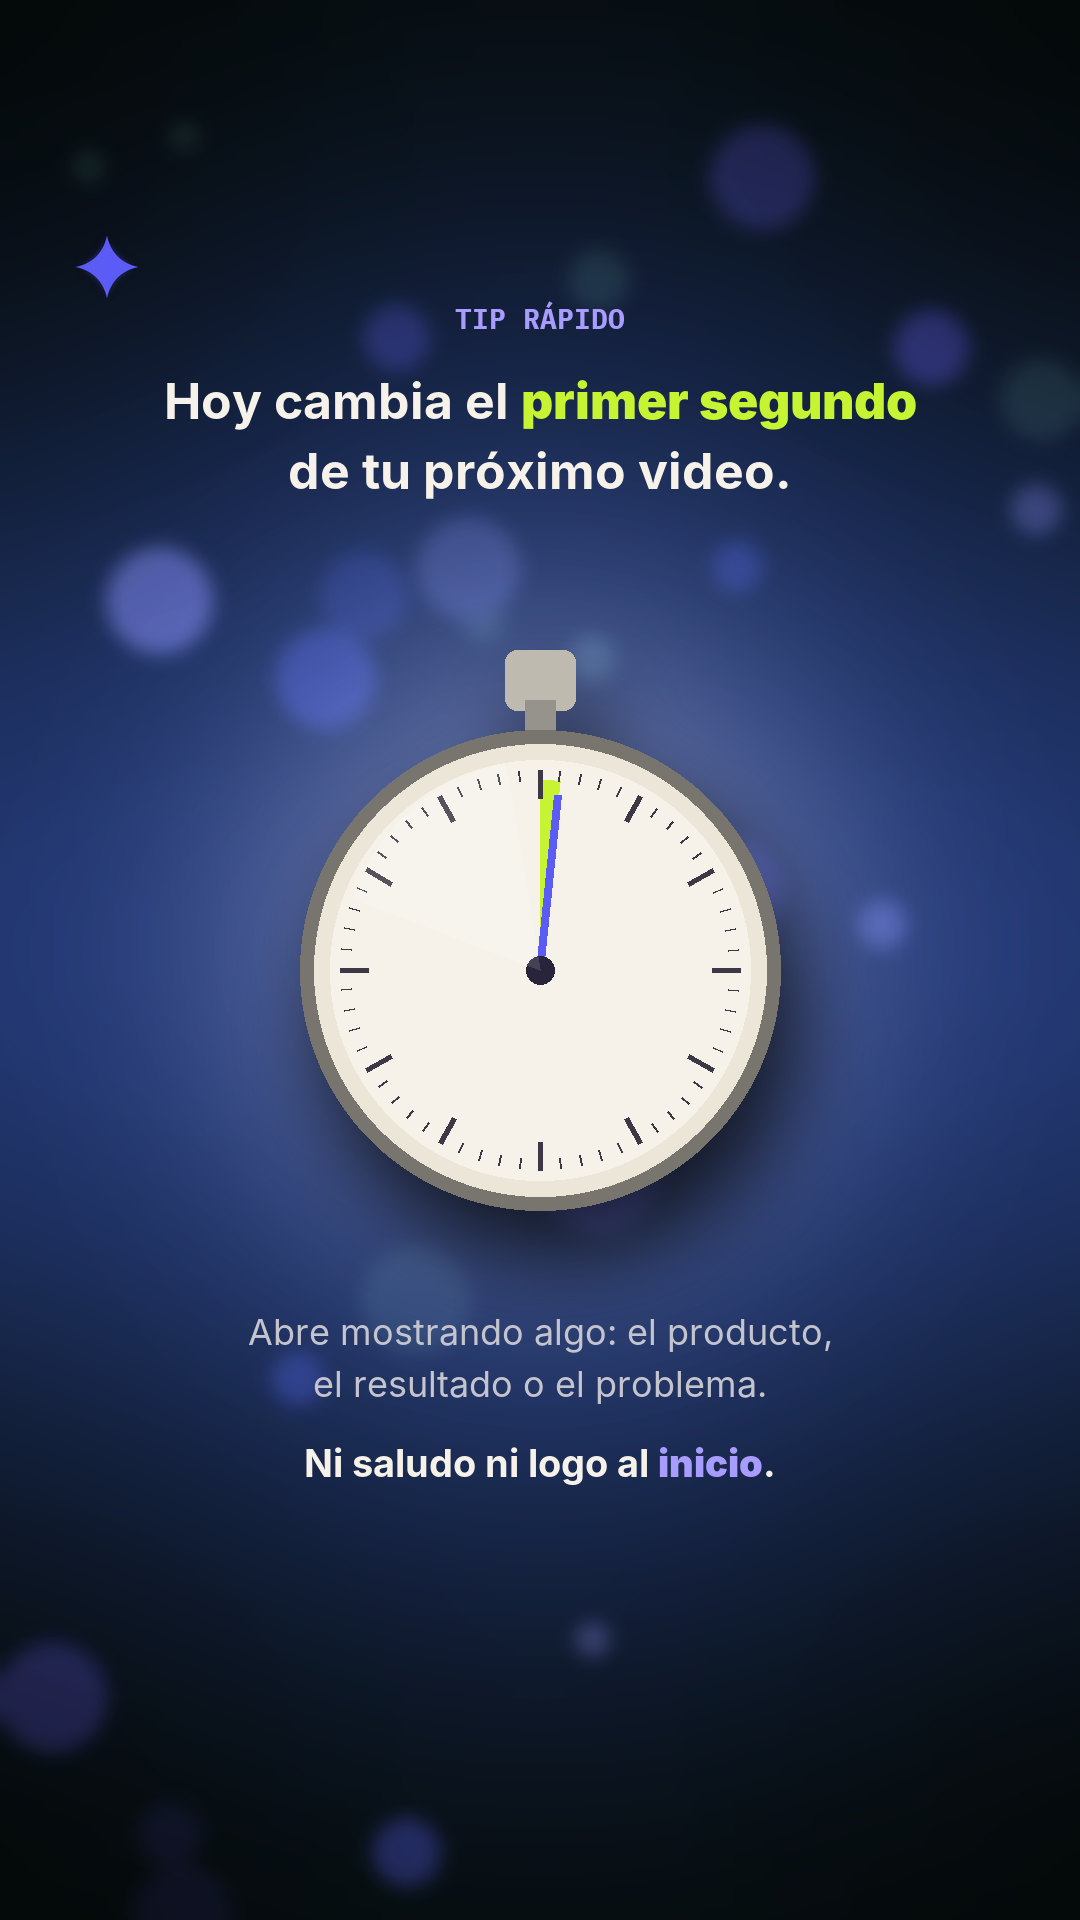 TIP RÁPIDO
Hoy cambia el primer segundo
de tu próximo video.
Abre mostrando algo: el producto,
el resultado o el problema.
Ni saludo ni logo al inicio.